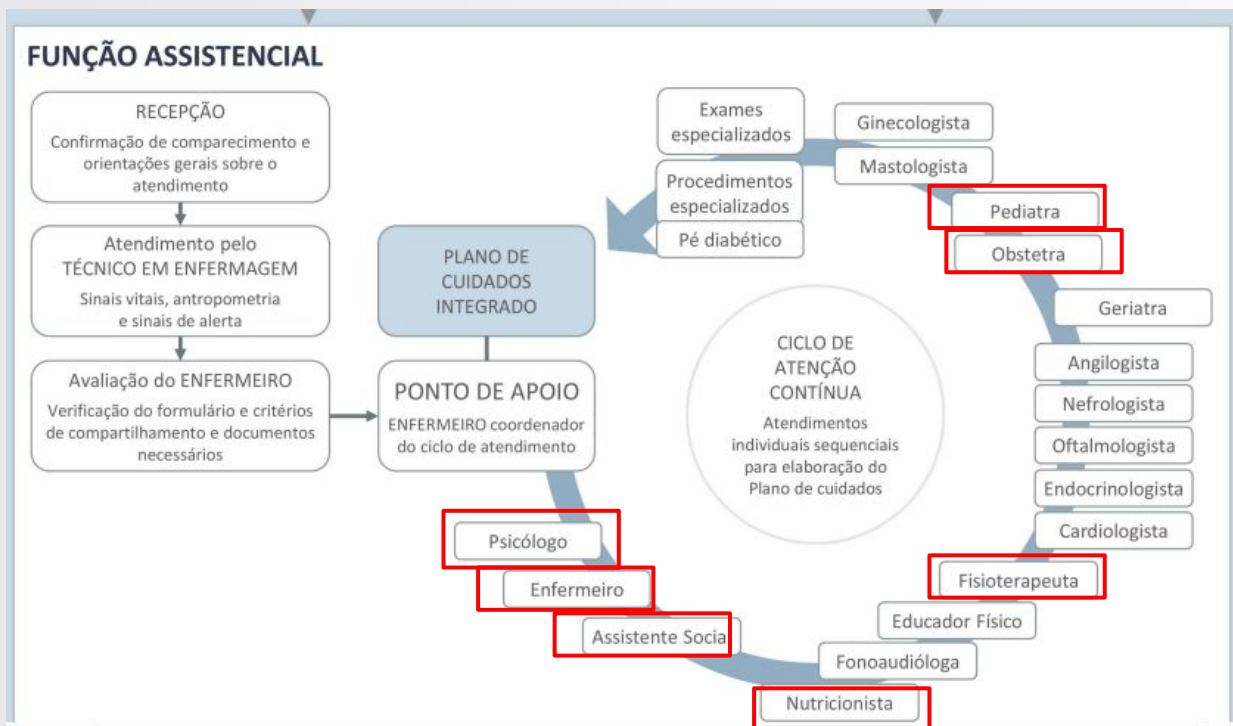 FUNÇÃO ASSISTENCIAL
RECEPÇÃO
Confirmação de comparecimento e
orientações gerais sobre o
atendimento
Atendimento pelo
TÉCNICO EM ENFERMAGEM
Sinais vitais, antropometria
e sinais de alerta
Avaliação do ENFERMEIRO
Verificação do formulário e critérios
de compartilhamento e documentos
necessários
PLANO DE
CUIDADOS
INTEGRADO
PONTO DE APOIO
ENFERMEIRO coordenador
do ciclo de atendimento
Psicólogo
Enfermeiro
Assistente Socia
Nutricionista
Fonoaudióloga
Educador Físico
Fisioterapeuta
Cardiologista
Endocrinologista
Oftalmologista
Nefrologista
Angilogista
Geriatra
Obstetra
Pediatra
Mastologista
Ginecologista
Exames
especializados
Procedimentos
especializados
Pé diabético
CICLO DE
ATENÇÃO
CONTÍNUA
Atendimentos
individuais sequenciais
para elaboração do
Plano de cuidados